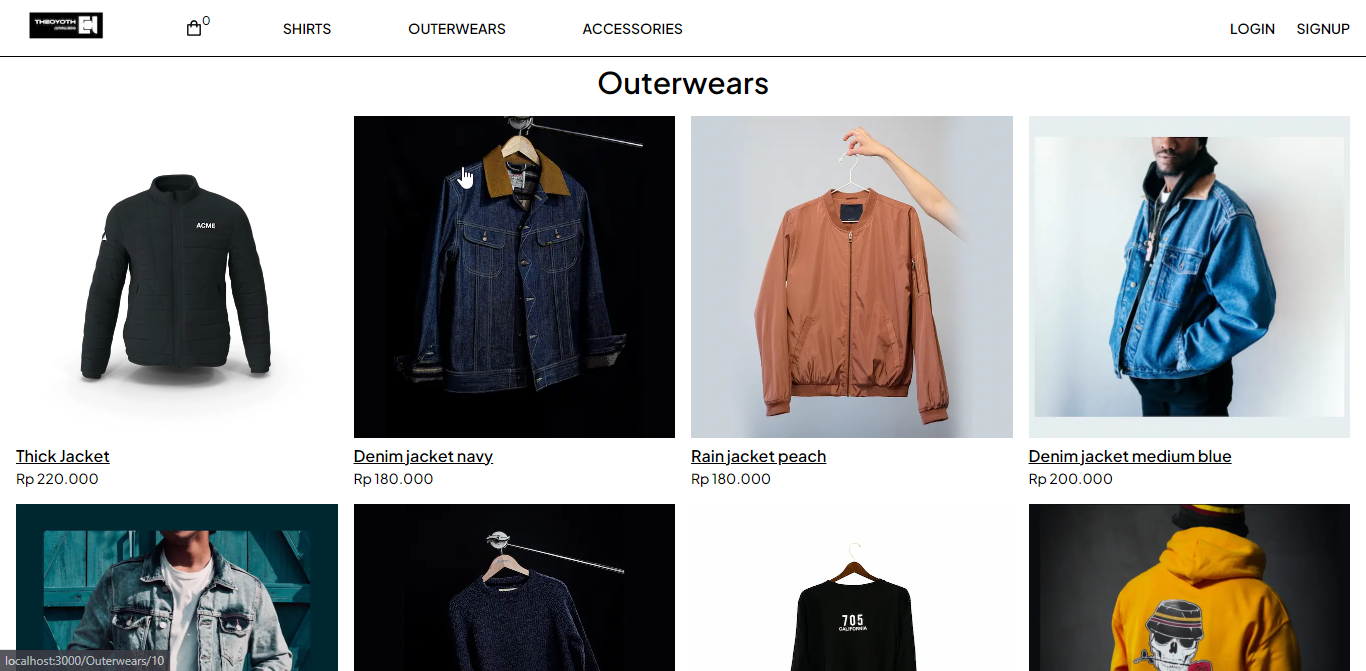 THEOYOTH
0
SHIRTS
OUTERWEARS
ACCESSORIES
LOGIN
SIGNUP
Outerwears
ACME
Thick Jacket
Rp 220.000
Denim jacket navy
Rp 180.000
Rain jacket peach
Rp 180.000
Denim jacket medium blue
Rp 200.000
705
CALIFORNIA
localhost:3000/Outerwears/10